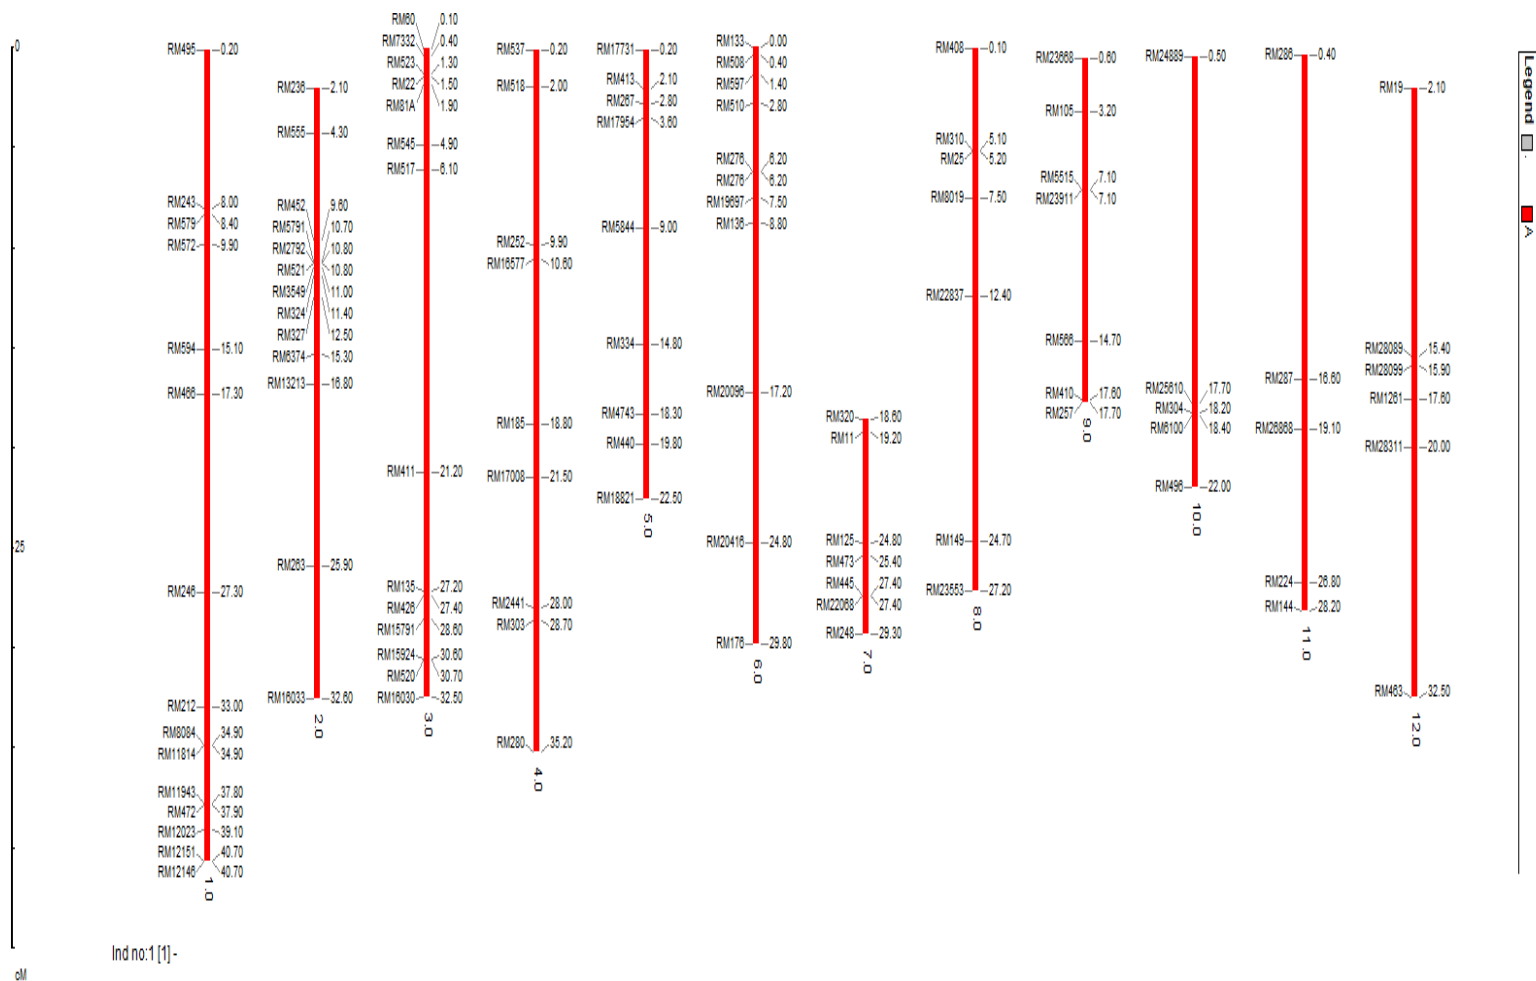 0
25
cM
RM495 0.20
RM243 8.00
RM579 8.40
RM572 9.90
RM594 15.10
RM466 17.30
RM246 27.30
RM212 33.00
RM8084 34.90
RM11814 34.90
RM11943 37.80
RM472 37.90
RM12023 39.10
RM12151 40.70
RM12146 40.70
1.0
RM236 2.10
RM555 4.30
RM452 9.60
RM5791 10.70
RM2792 10.80
RM521 10.80
RM3549 11.00
RM324 11.40
RM327 12.50
RM6374 15.30
RM13213 16.80
RM263 25.90
RM16033 32.60
2.0
RM60 0.10
RM7332 0.40
RM523 1.30
RM22 1.50
RM81A 1.90
RM545 4.90
RM517 6.10
RM411 21.20
RM135 27.20
RM426 27.40
RM15791 28.60
RM15924 30.60
RM520 30.70
RM16030 32.50
3.0
RM537 0.20
RM518 2.00
RM252 9.90
RM16577 10.60
RM185 18.80
RM17008 21.50
RM2441 28.00
RM303 28.70
RM280 35.20
4.0
RM17731 0.20
RM413 2.10
RM267 2.80
RM17954 3.60
RM5844 9.00
RM334 14.80
RM4743 18.30
RM440 19.80
RM18821 22.50
5.0
RM133 0.00
RM508 0.40
RM597 1.40
RM510 2.80
RM276 6.20
RM276 6.20
RM19697 7.50
RM136 8.80
RM20096 17.20
RM20416 24.80
RM176 29.80
6.0
RM320 18.60
RM11 19.20
RM125 24.80
RM473 25.40
RM445 27.40
RM22068 27.40
RM248 29.30
7.0
RM408 0.10
RM310 5.10
RM25 5.20
RM8019 7.50
RM22837 12.40
RM149 24.70
RM23553 27.20
8.0
RM23668 0.60
RM105 3.20
RM5515 7.10
RM23911 7.10
RM566 14.70
RM410 17.60
RM257 17.70
9.0
RM24889 0.50
RM25610 17.70
RM304 18.20
RM6100 18.40
RM496 22.00
10.0
RM286 0.40
RM287 16.60
RM26868 19.10
RM224 26.80
RM144 28.20
11.0
RM19 2.10
RM28089 15.40
RM28099 15.90
RM1261 17.60
RM28311 20.00
RM463 32.50
12.0
Legend
.
A
Ind no:1 [1] -